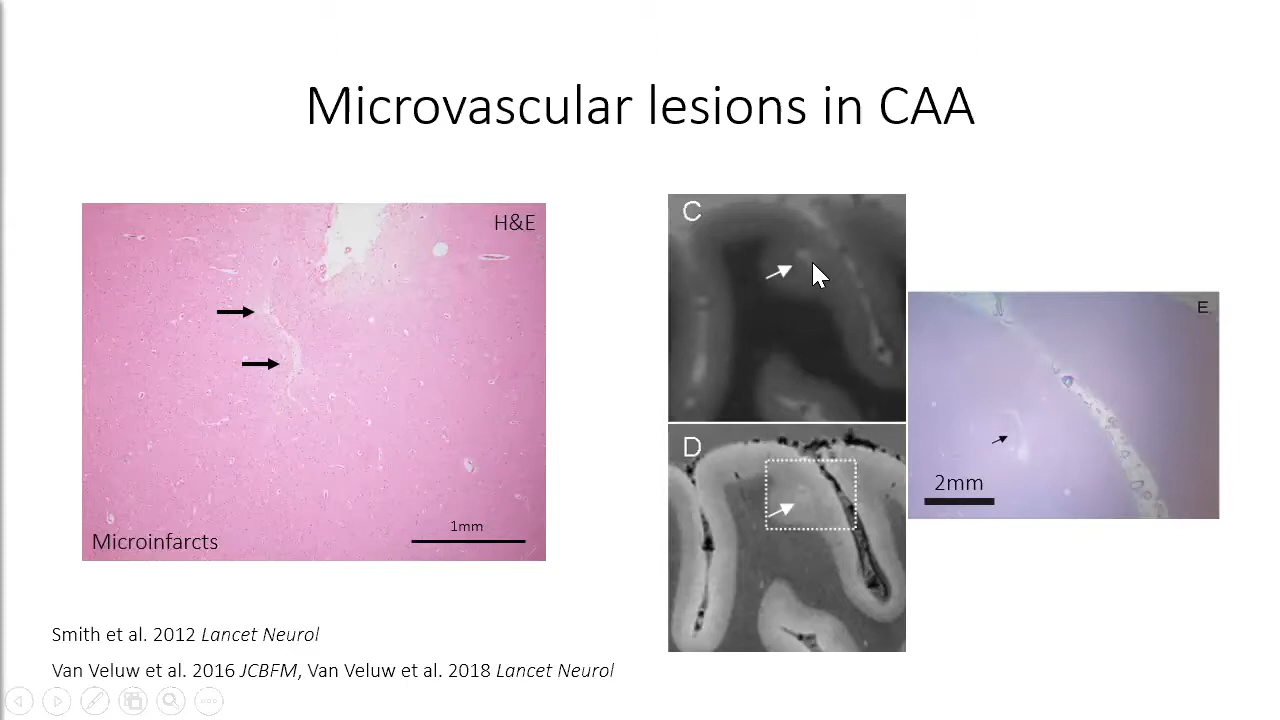 Microvascular lesions in CAA
H&E
1mm
Microinfarcts
C
D
E
2mm
Smith et al. 2012 Lancet Neurol
Van Veluw et al. 2016 JCBFM, Van Veluw et al. 2018 Lancet Neurol